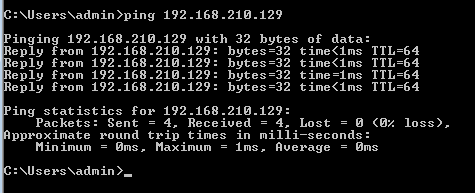 C:\Users\admin>ping 192.168.210.129
Pinging 192.168.210.129 with 32 bytes of data:
Reply from 192.168.210.129: bytes=32 time<1ms TTL=64
Reply from 192.168.210.129: bytes=32 time<1ms TTL=64
Reply from 192.168.210.129: bytes=32 time=1ms TTL=64
Reply from 192.168.210.129: bytes=32 time<1ms TTL=64
Ping statistics for 192.168.210.129:
Packets: Sent = 4, Received = 4, Lost = 0 (0% loss),
Approximate round trip times in milli-seconds:
Minimum = 0ms, Maximum = 1ms, Average = 0ms
C:\Users\admin>_